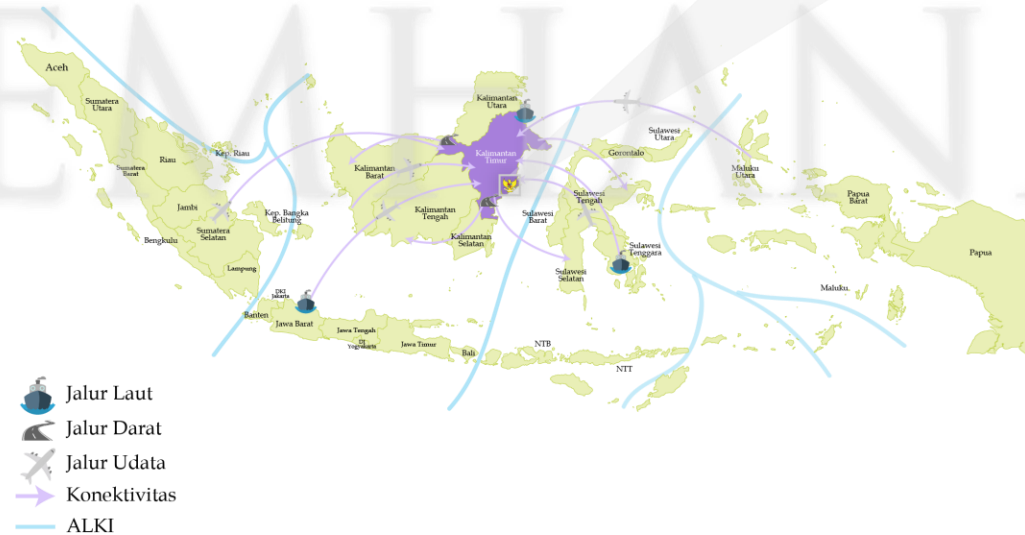 EMHAN
Aceh
Sumatera
Utara
Riau
Kep. Riau
Sumatera
Barat
Jambi
Sumatera
Selatan
Kep. Bangka
Belitung
Bengkulu
Lampung
DKI
Jakarta
Banten
Jawa Barat
Jawa Tengah
DI
Yogyakarta
Jawa Timur
Bali
NTB
NTT
Kalimantan
Utara
Kalimantan
Timur
Kalimantan
Barat
Kalimantan
Tengah
Kalimantan
Selatan
Sulawesi
Utara
Gorontalo
Sulawesi
Tengah
Sulawesi
Barat
Sulawesi
Tenggara
Sulawesi
Selatan
Maluku
Utara
Maluku
Papua
Barat
Papua
Jalur Laut
Jalur Darat
Jalur Udata
Konektivitas
ALKI